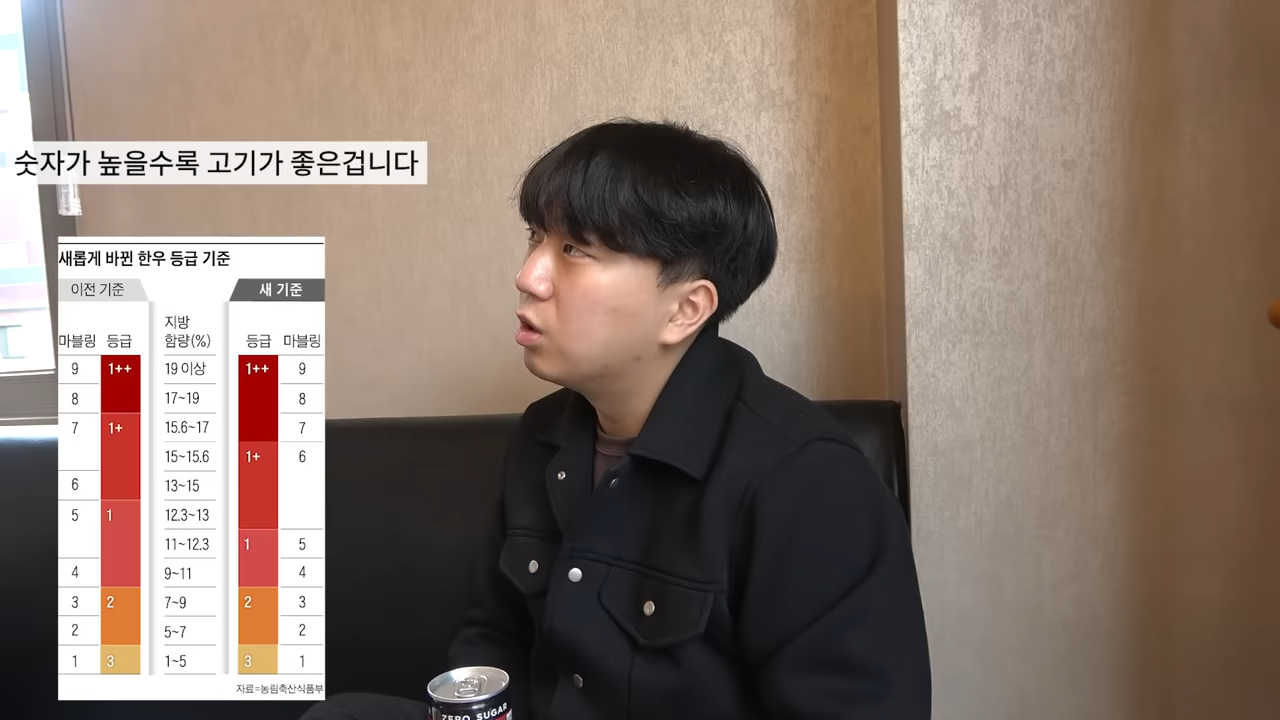 숫자가 높을수록 고기가 좋은겁니다
새롭게 바뀐 한우 등급 기준
이전 기준 새 기준
마블링 등급 지방 함량(%) 등급 마블링
9 1++ 19 이상 1++ 9
8 17~19 8
7 1+ 15.6~17 7
15~15.6 1+ 6
6 13~15
5 1 12.3~13
11~12.3 1 5
4 9~11 4
3 2 7~9 2 3
2 5~7 2
1 3 1~5 3 1
자료=농림축산식품부
ZERO SUGAR